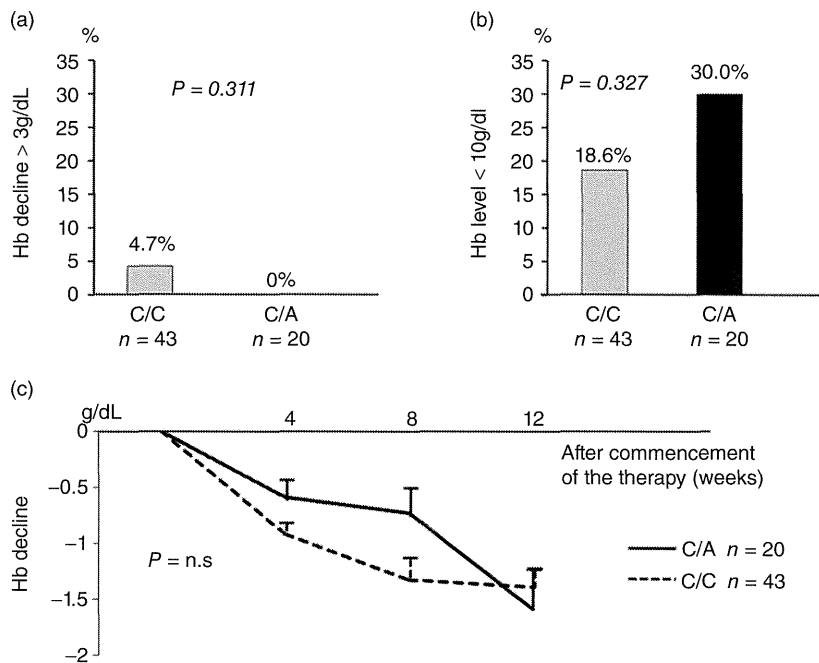 (a)
%
Hb decline > 3g/dL
35
30
25
20
15
10
5
0
P = 0.311
4.7%
0%
C/C
n = 43
C/A
n = 20
(b)
%
Hb level < 10g/dl
35
30
25
20
15
10
5
0
P = 0.327
18.6%
30.0%
C/C
n = 43
C/A
n = 20
(c)
g/dL
4
8
12
After commencement
of the therapy (weeks)
Hb decline
0
−0.5
−1
−1.5
−2
P = n.s
C/A n = 20
C/C n = 43